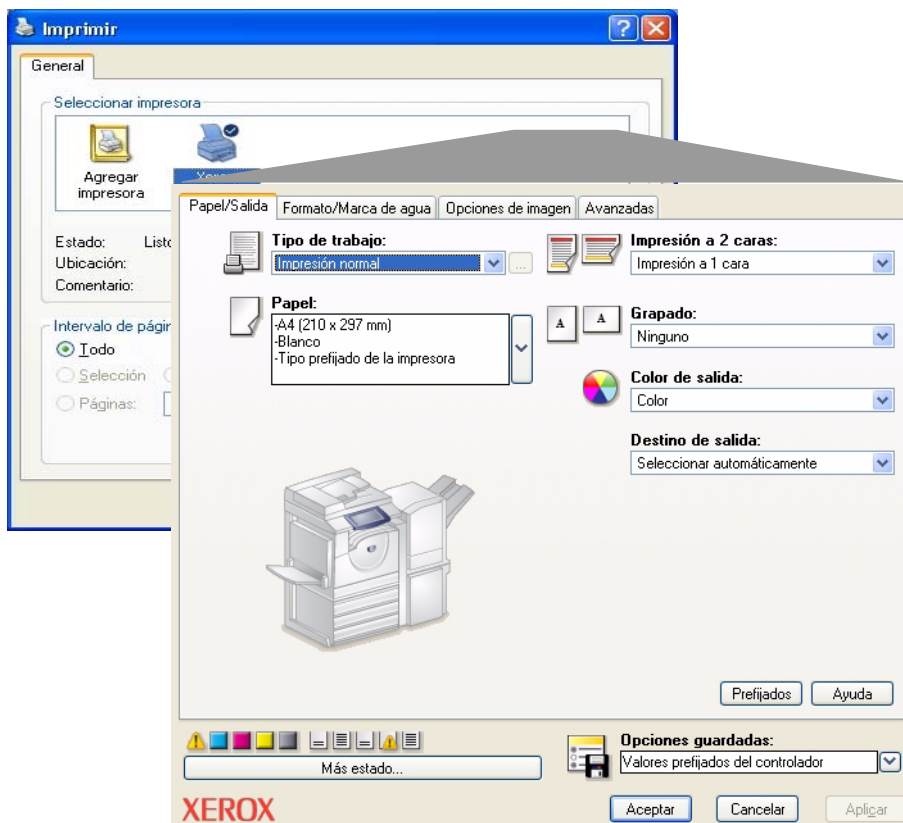 Imprimir
General
Seleccionar impresora
Agregar
impresora
Estado: Listo
Ubicación:
Comentario:
Intervalo de págin
Todo
Selección
Páginas:
Papel/Salida Formato/Marca de agua Opciones de imagen Avanzadas
Tipo de trabajo:
Impresión normal
...
Papel:
-A4 (210 x 297 mm)
-Blanco
-Tipo prefijado de la impresora
Impresión a 2 caras:
Impresión a 1 cara
A A
Grapado:
Ninguno
Color de salida:
Color
Destino de salida:
Seleccionar automáticamente
Prefijados Ayuda
Más estado...
Opciones guardadas:
Valores prefijados del controlador
XEROX
Aceptar Cancelar Aplicar